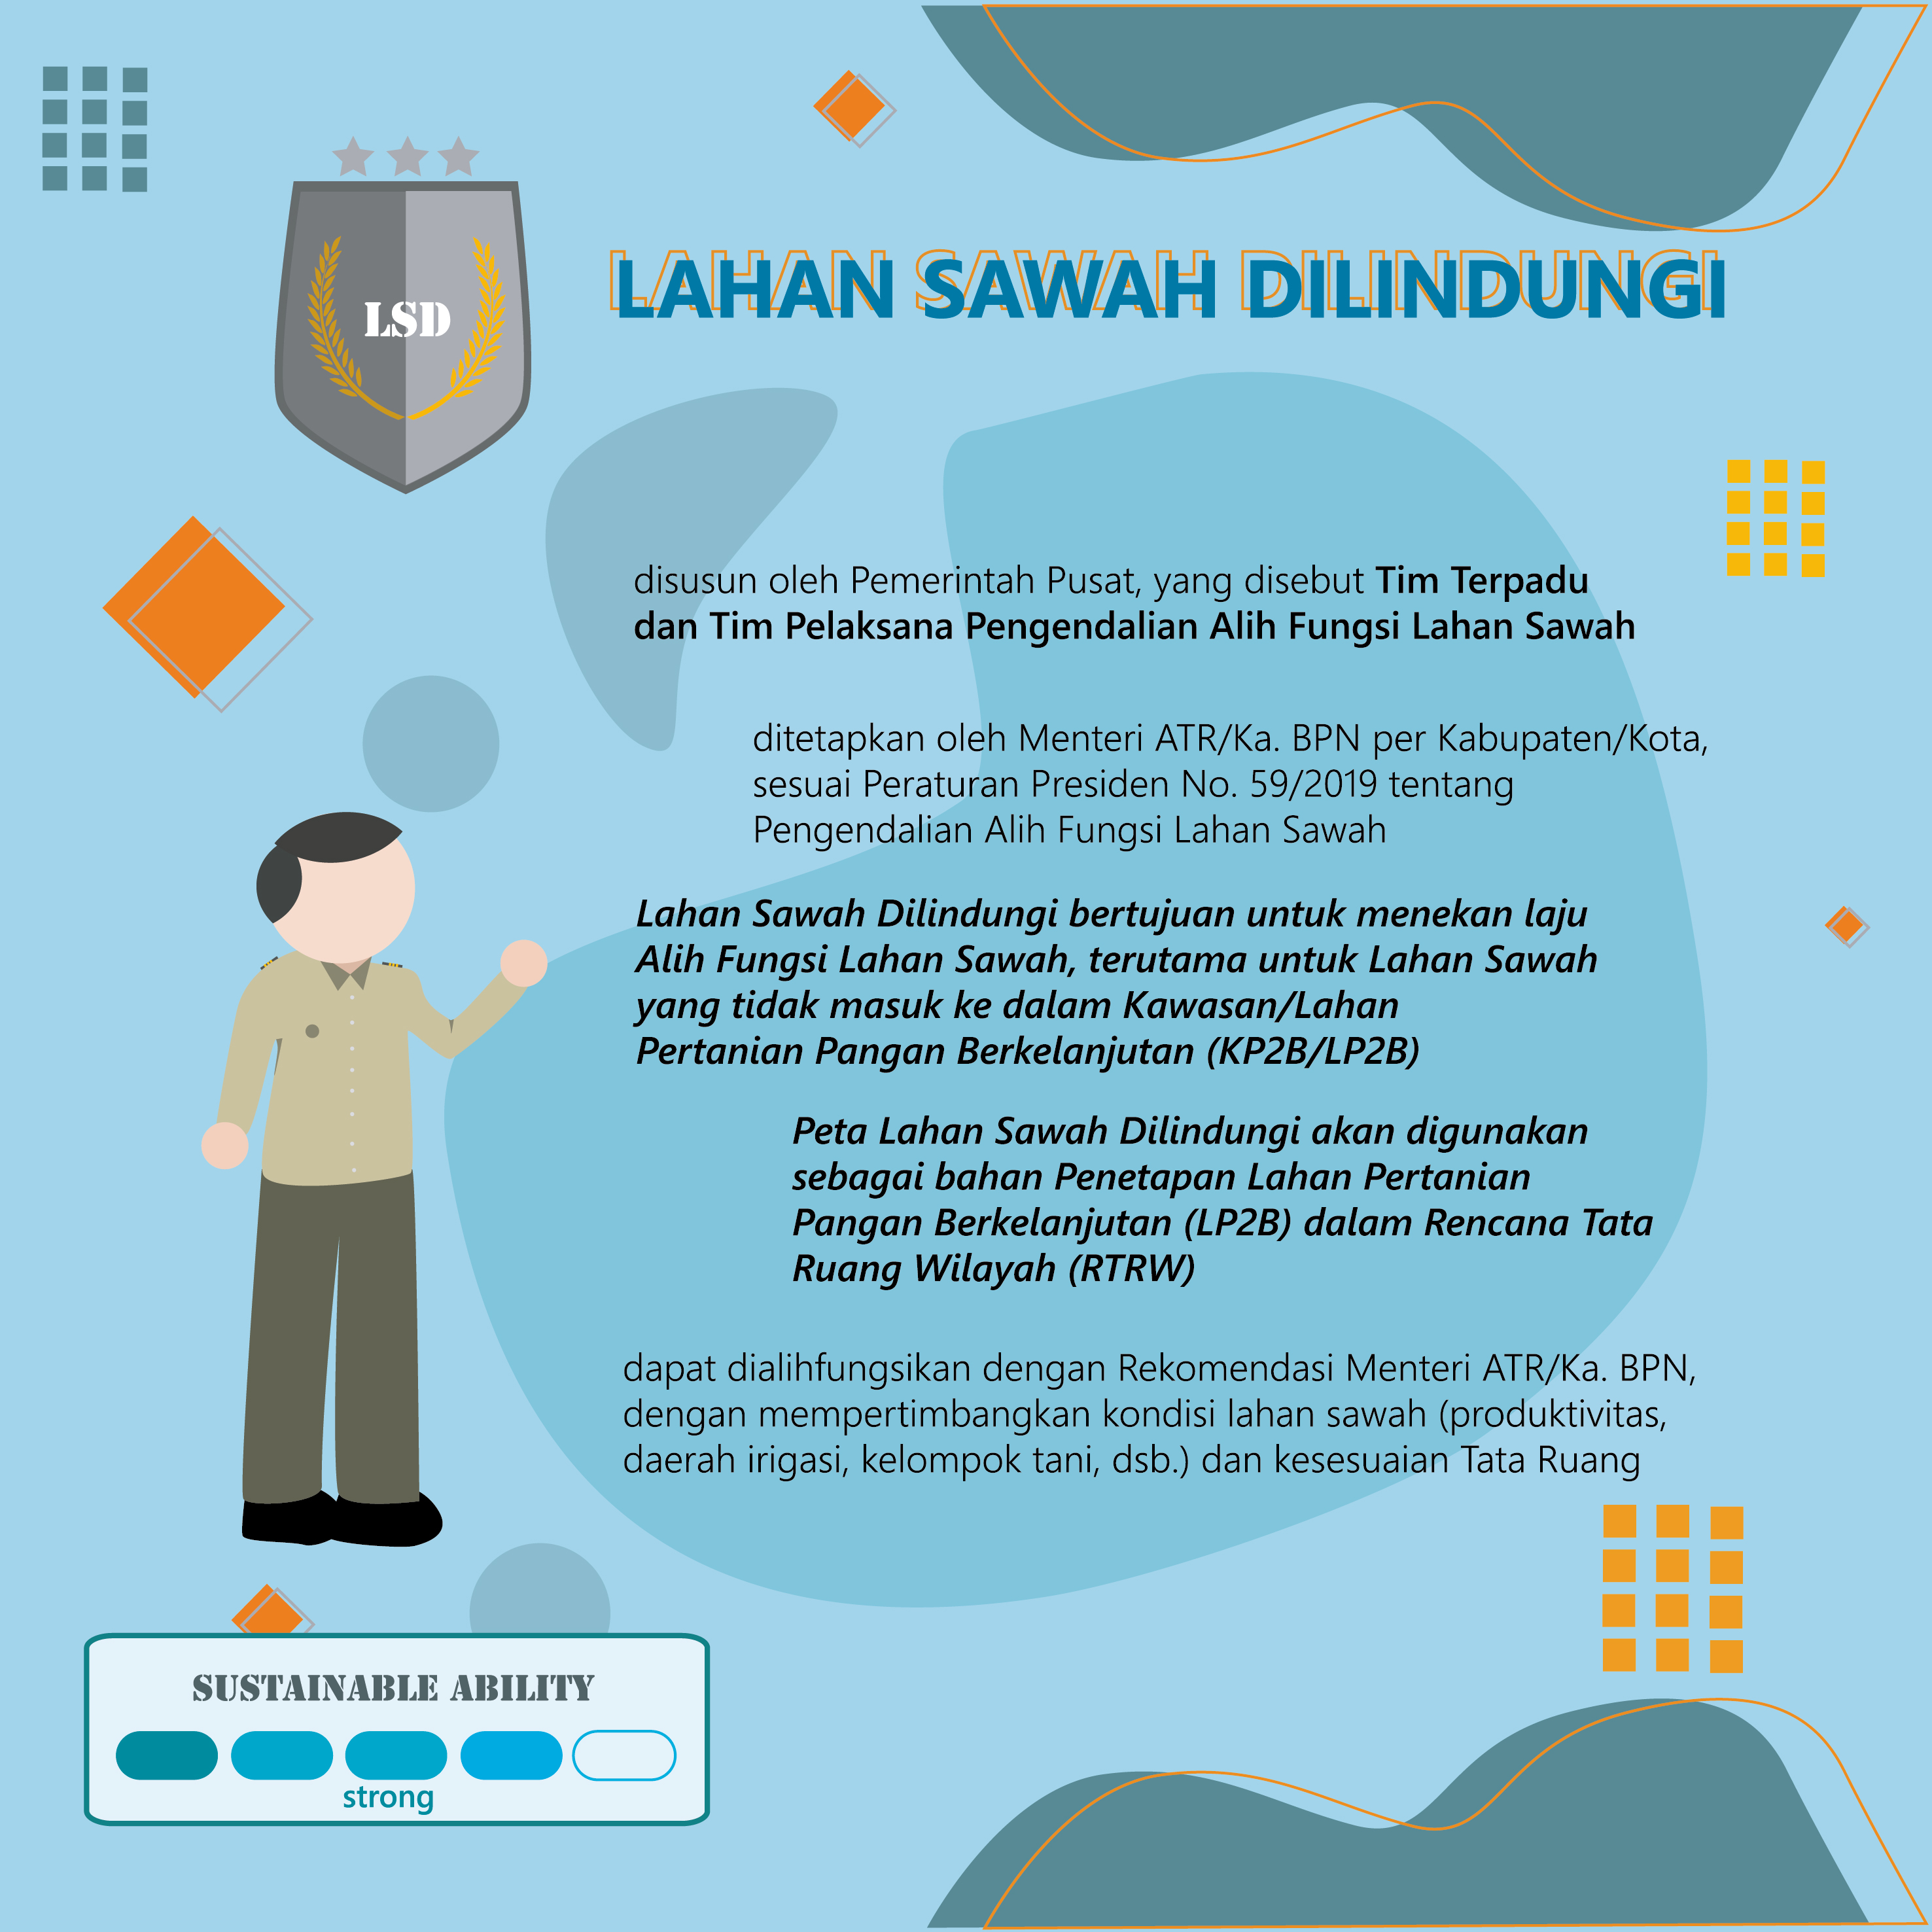 LSD
LAHAN SAWAH DILINDUNGI
disusun oleh Pemerintah Pusat, yang disebut Tim Terpadu
dan Tim Pelaksana Pengendalian Alih Fungsi Lahan Sawah
ditetapkan oleh Menteri ATR/Ka. BPN per Kabupaten/Kota,
sesuai Peraturan Presiden No. 59/2019 tentang
Pengendalian Alih Fungsi Lahan Sawah
Lahan Sawah Dilindungi bertujuan untuk menekan laju
Alih Fungsi Lahan Sawah, terutama untuk Lahan Sawah
yang tidak masuk ke dalam Kawasan/Lahan
Pertanian Pangan Berkelanjutan (KP2B/LP2B)
Peta Lahan Sawah Dilindungi akan digunakan
sebagai bahan Penetapan Lahan Pertanian
Pangan Berkelanjutan (LP2B) dalam Rencana Tata
Ruang Wilayah (RTRW)
dapat dialihfungsikan dengan Rekomendasi Menteri ATR/Ka. BPN,
dengan mempertimbangkan kondisi lahan sawah (produktivitas,
daerah irigasi, kelompok tani, dsb.) dan kesesuaian Tata Ruang
SUSTAINABLE ABILITY
strong